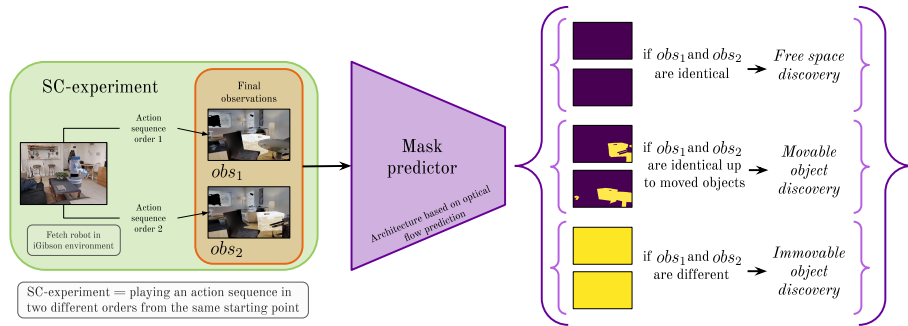 SC-experiment
Final
observations
Action
sequence
order 1
obs1
Action
sequence
order 2
obs2
Fetch robot in
iGibson environment
SC-experiment = playing an action sequence in
two different orders from the same starting point
Mask
predictor
Architecture based on optical
flow prediction
if obs1 and obs2
are identical
Free space
discovery
if obs1 and obs2
are identical up
to moved objects
Movable
object
discovery
if obs1 and obs2
are different
Immovable
object
discovery